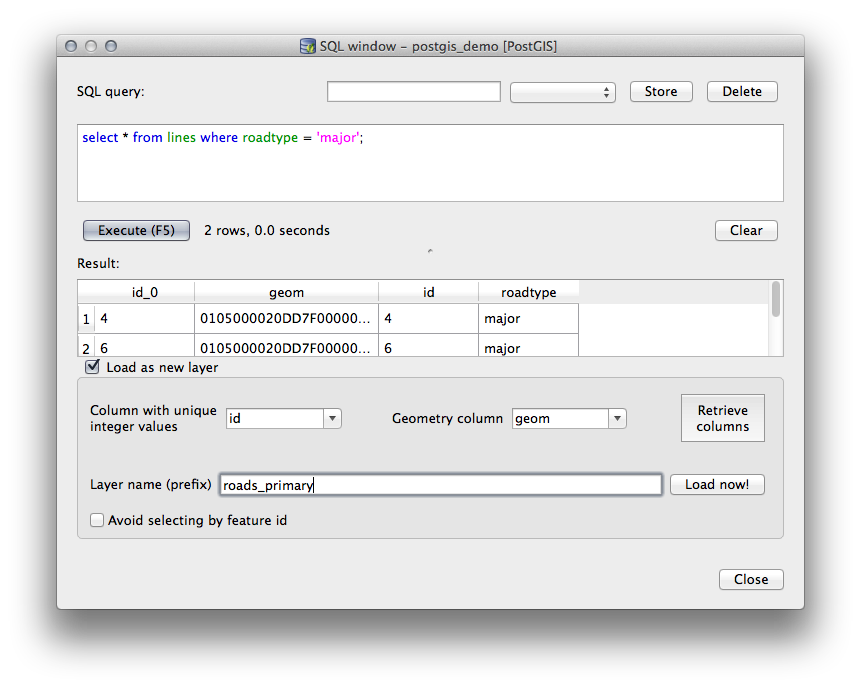 SQL window – postgis_demo [PostGIS]
SQL query:
Store
Delete
select * from lines where roadtype = 'major';
Execute (F5)
2 rows, 0.0 seconds
Clear
Result:
id_0 geom id roadtype
1 4 0105000020DD7F00000... 4 major
2 6 0105000020DD7F00000... 6 major
Load as new layer
Column with unique
integer values
id
Geometry column
geom
Retrieve
columns
Layer name (prefix)
roads_primary
Load now!
Avoid selecting by feature id
Close